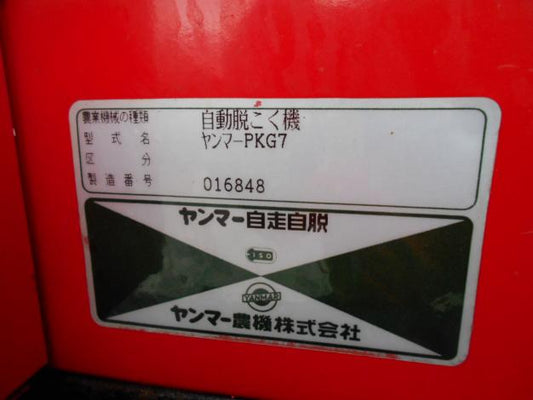 農業機械の種類 自動脱こく機
型式名 ヤンマーPKG7
区分
製造番号 016848
ヤンマー自走自脱
ISO
YANMAR
ヤンマー農機株式会社